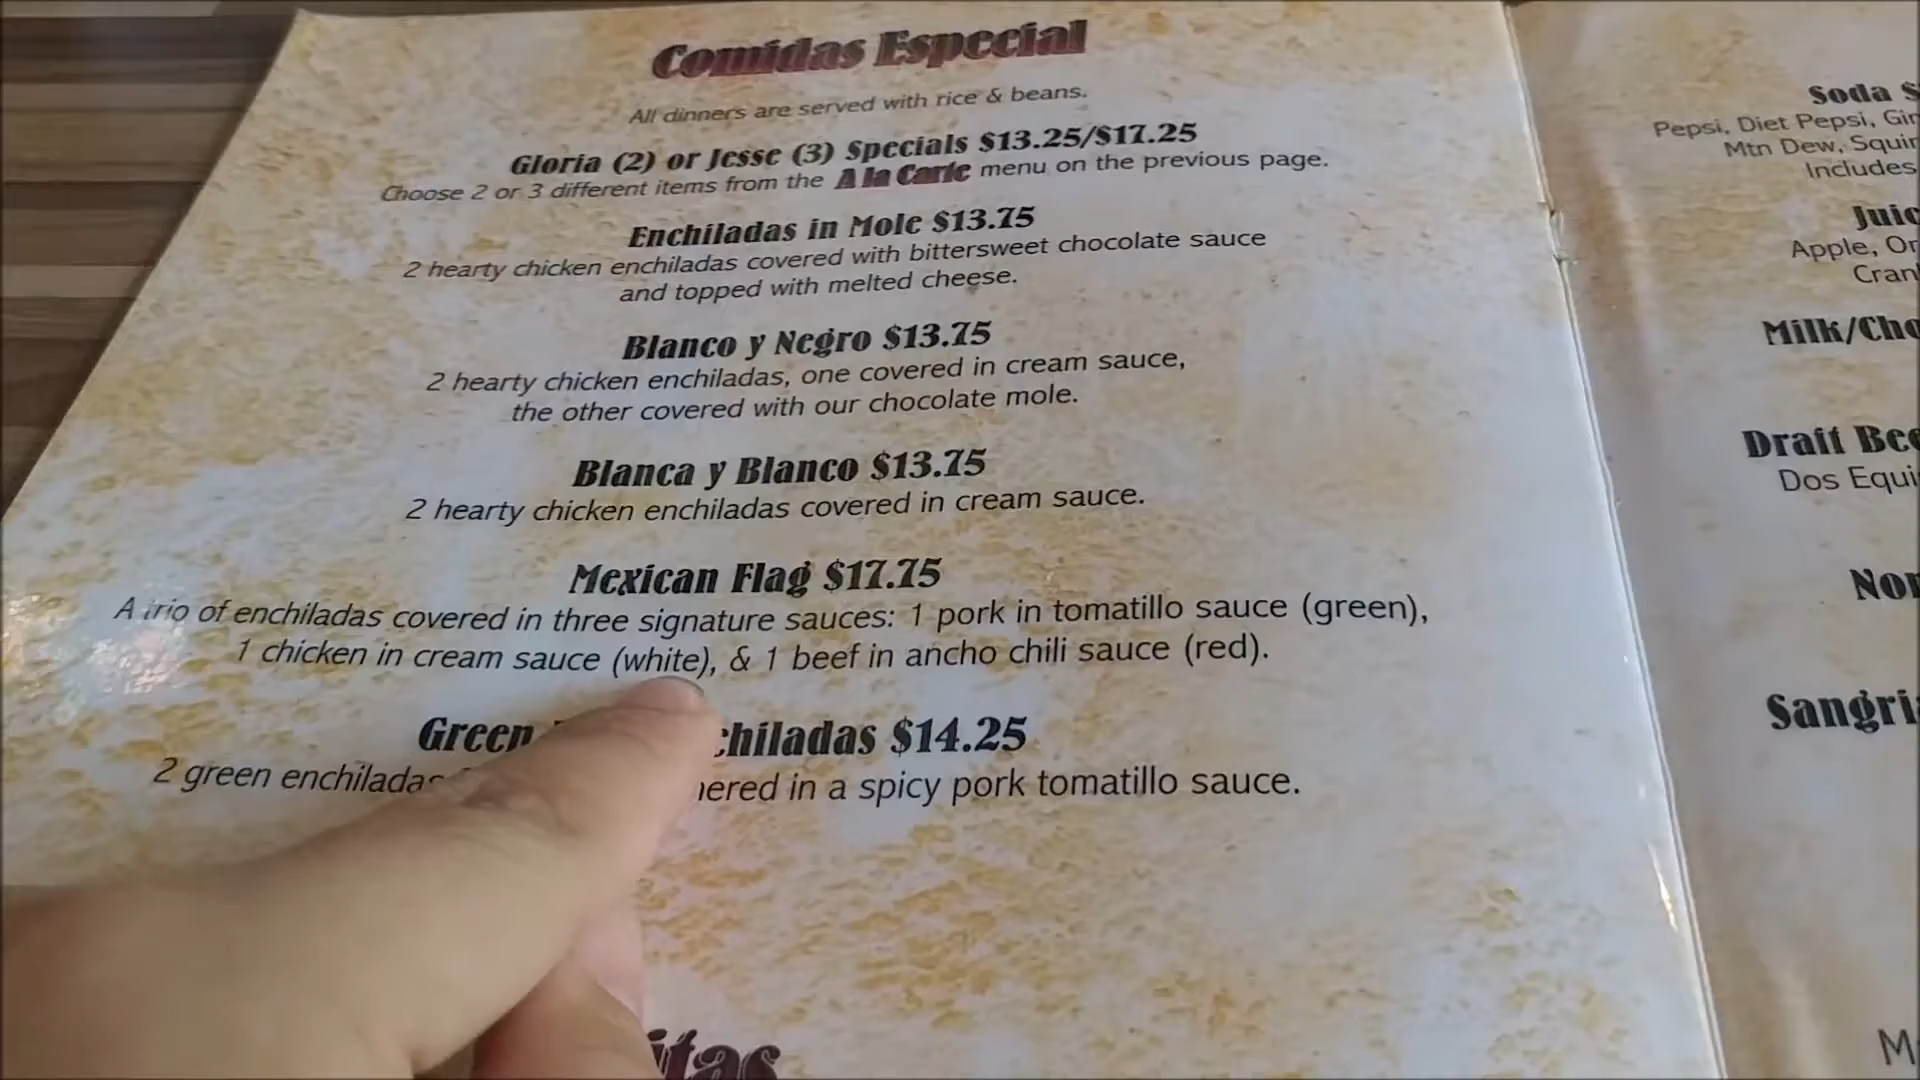 Comidas Especial
All dinners are served with rice & beans.
Gloria (2) or Jesse (3) Specials $13.25/$17.25
Choose 2 or 3 different items from the A la Carte menu on the previous page.
Enchiladas in Mole $13.75
2 hearty chicken enchiladas covered with bittersweet chocolate sauce
and topped with melted cheese.
Blanco y Negro $13.75
2 hearty chicken enchiladas, one covered in cream sauce,
the other covered with our chocolate mole.
Blanca y Blanco $13.75
2 hearty chicken enchiladas covered in cream sauce.
Mexican Flag $17.75
A trio of enchiladas covered in three signature sauces: 1 pork in tomatillo sauce (green),
1 chicken in cream sauce (white), & 1 beef in ancho chili sauce (red).
Green $14.25
2 green in a spicy pork tomatillo sauce.
Soda
Pepsi, Diet Pepsi,
Mtn Dew,
Includes
Apple,
Milk/
Draft
Dos